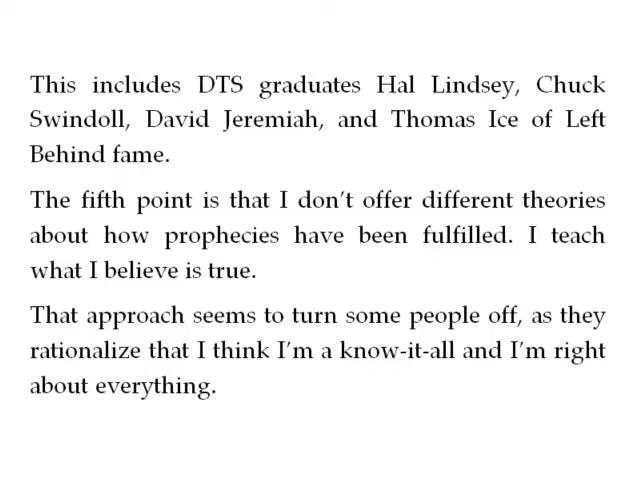 This includes DTS graduates Hal Lindsey, Chuck
Swindoll, David Jeremiah, and Thomas Ice of Left
Behind fame.
The fifth point is that I don’t offer different theories
about how prophecies have been fulfilled. I teach
what I believe is true.
That approach seems to turn some people off, as they
rationalize that I think I’m a know-it-all and I’m right
about everything.